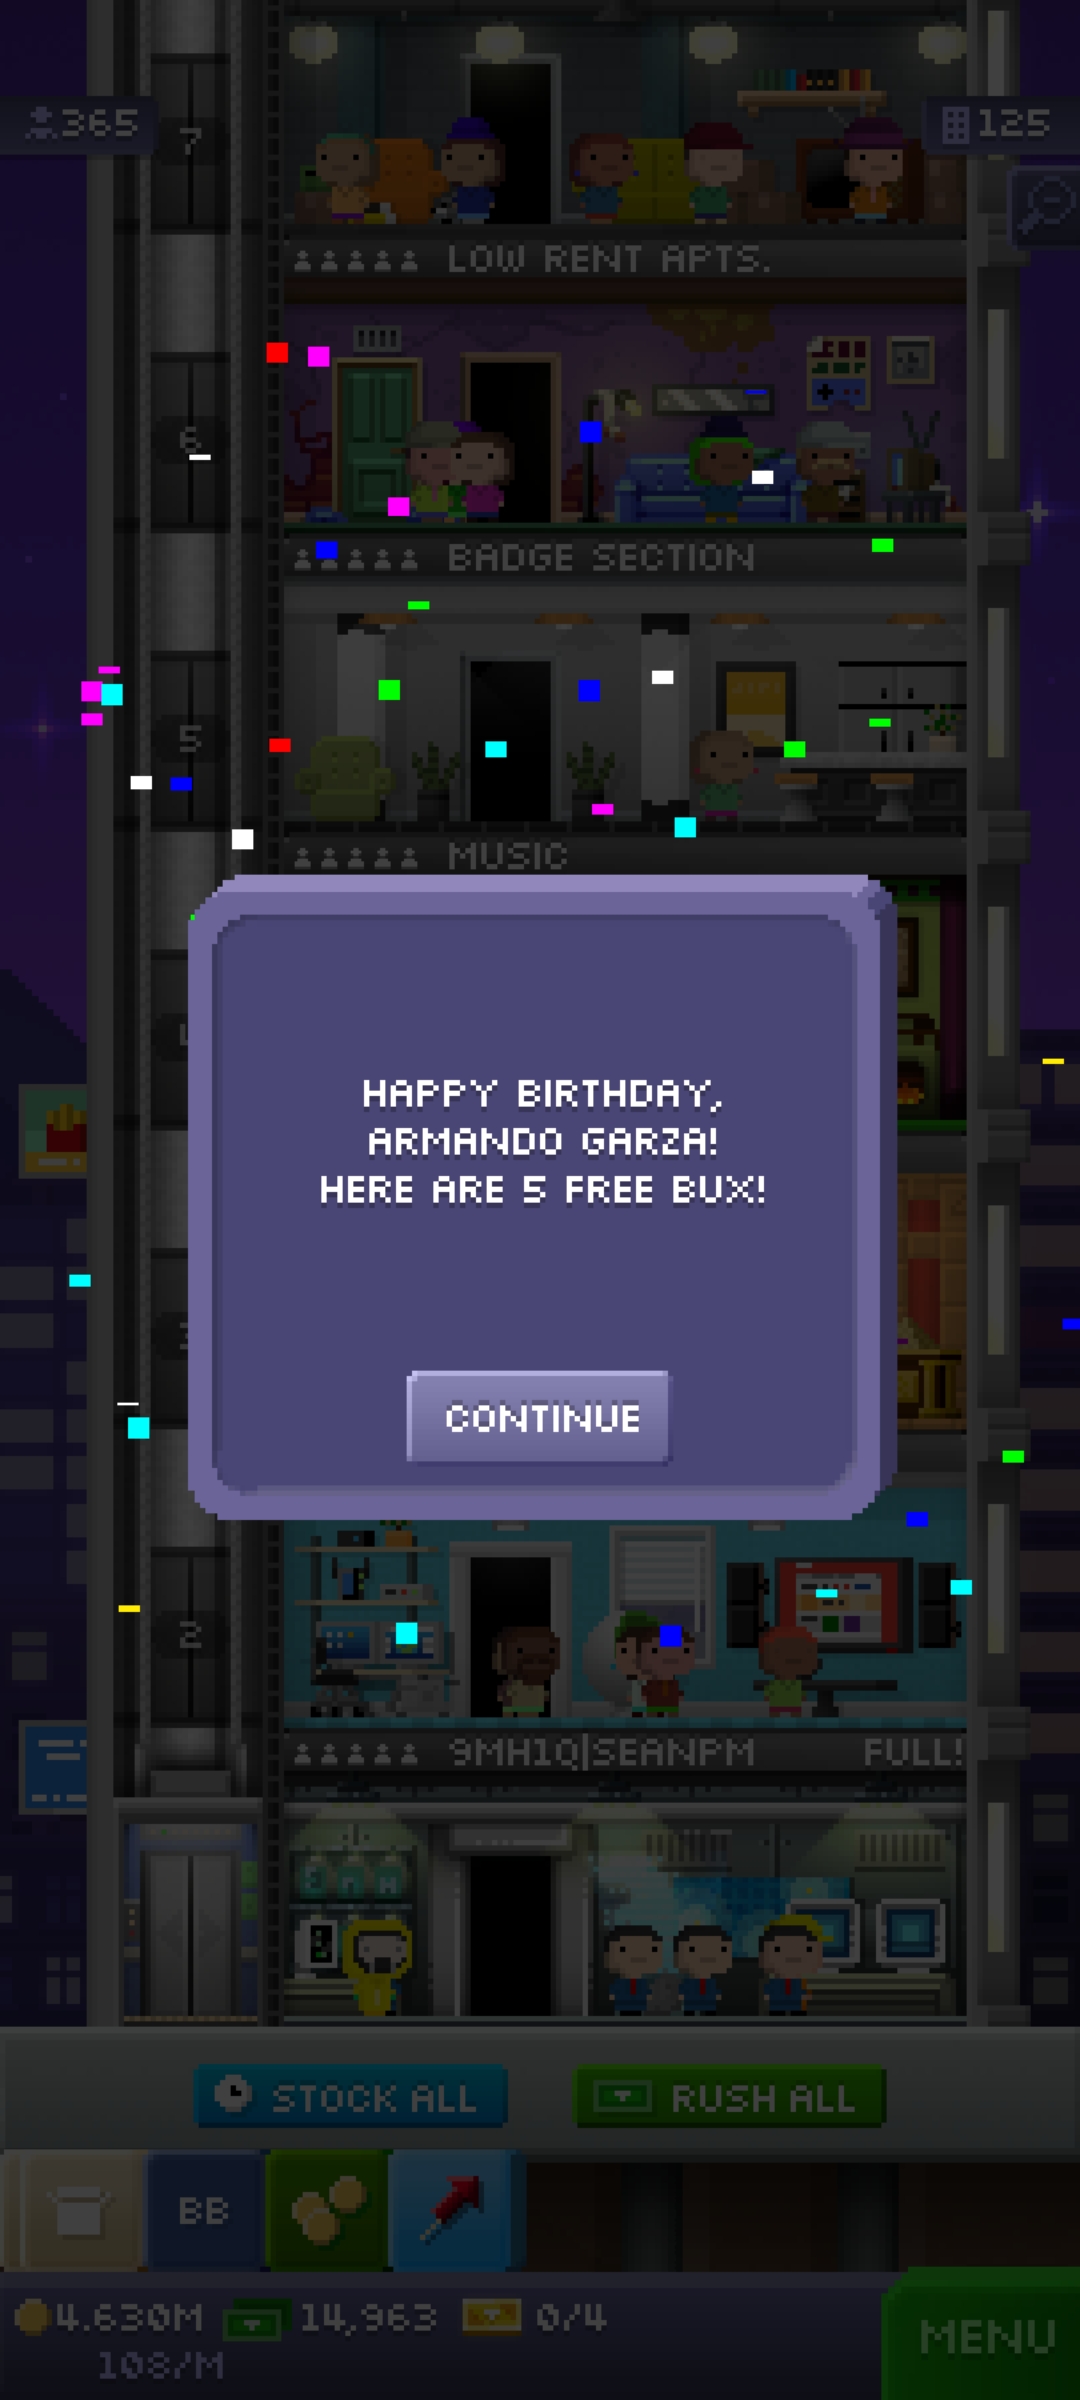 365
125
7
LOW RENT APTS.
6
BADGE SECTION
5
MUSIC
HAPPY BIRTHDAY,
ARMANDO GARZA!
HERE ARE 5 FREE BUX!
CONTINUE
2
9MH1Q|SEANPM FULL!
STOCK ALL
RUSH ALL
BB
4.630M 14,963 0/4
108/M
MENU